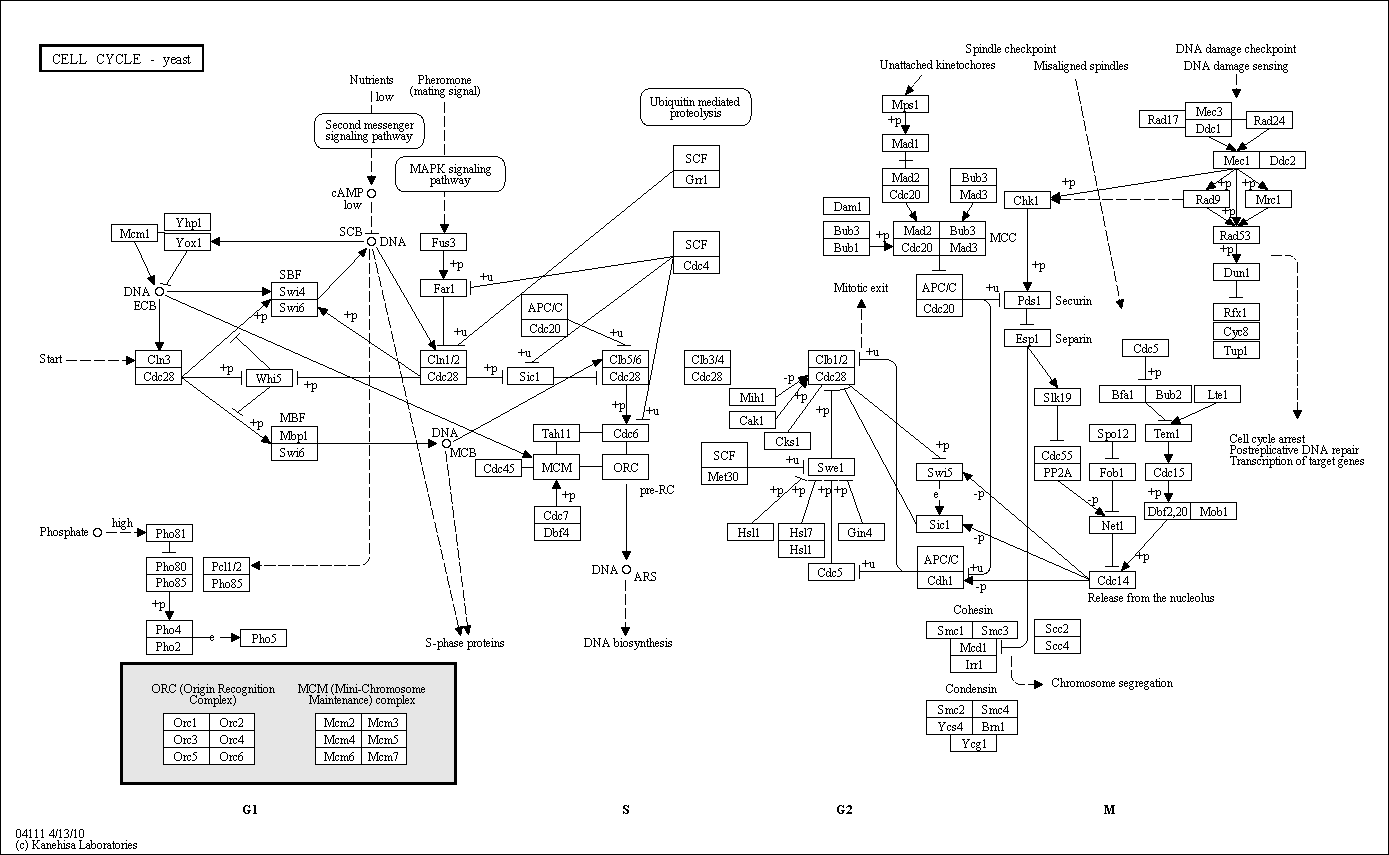 CELL CYCLE - yeast
Nutrients
low
Second messenger
signaling pathway
cAMP
low
SCB
DNA
Pheromone
(mating signal)
MAPK signaling
pathway
Fus3
+p
Far1
Ubiquitin mediated
proteolysis
SCF
Grr1
SCF
Cdc4
+u
+u
+u
+u
Mcm1
Yhp1
Yox1
DNA
ECB
SBF
Swi4
Swi6
+p
+p
Start
Cln3
Cdc28
Whi5
+p
+p
+p
MBF
Mbp1
Swi6
DNA
MCB
Cln1/2
Cdc28
+p
Sic1
APC/C
Cdc20
+u
Clb5/6
Cdc28
+p
Clb3/4
Cdc28
Tah11
Cdc6
Cdc45
MCM
ORC
pre-RC
+p
Cdc7
Dbf4
DNA
ARS
DNA biosynthesis
S-phase proteins
Phosphate
high
Pho81
Pho80
Pho85
Pcl1/2
Pho85
+p
Pho4
Pho2
e
Pho5
Spindle checkpoint
Unattached kinetochores
Misaligned spindles
Mps1
+p
Mad1
Mad2
Cdc20
Bub3
Mad3
Dam1
Bub3
Bub1
+p
Mad2
Bub3
Cdc20
Mad3
MCC
APC/C
Cdc20
+u
Mitotic exit
Clb1/2
Cdc28
+u
Mih1
-p
Cak1
+p
Cks1
+p
+p
SCF
Met30
+u
Swe1
+p
+p
+p
+p
Hsl1
Hsl7
Hsl1
Gin4
Cdc5
+u
+p
Swi5
e
Sic1
-p
-p
APC/C
Cdh1
+u
-p
DNA damage checkpoint
DNA damage sensing
Rad17
Mec3
Ddc1
Rad24
Mec1
Ddc2
+p
Chk1
+p
+p
+p
Rad9
Mrc1
Rad53
+p
Dun1
Rfx1
Cyc8
Tup1
+p
Pds1
Securin
Esp1
Separin
Slk19
Cdc55
PP2A
-p
Cdc5
+p
Bfa1
Bub2
Lte1
Tem1
Spo12
Fob1
Cdc15
+p
Dbf2,20
Mob1
Net1
+p
Cdc14
Release from the nucleolus
Cell cycle arrest
Postreplicative DNA repair
Transcription of target genes
Cohesin
Smc1
Smc3
Mcd1
Irr1
Scc2
Scc4
Chromosome segregation
Condensin
Smc2
Smc4
Ycs4
Brn1
Ycg1
ORC (Origin Recognition
Complex)
Orc1
Orc2
Orc3
Orc4
Orc5
Orc6
MCM (Mini-Chromosome
Maintenance) complex
Mcm2
Mcm3
Mcm4
Mcm5
Mcm6
Mcm7
G1
S
G2
M
04111 4/13/10
(c) Kanehisa Laboratories